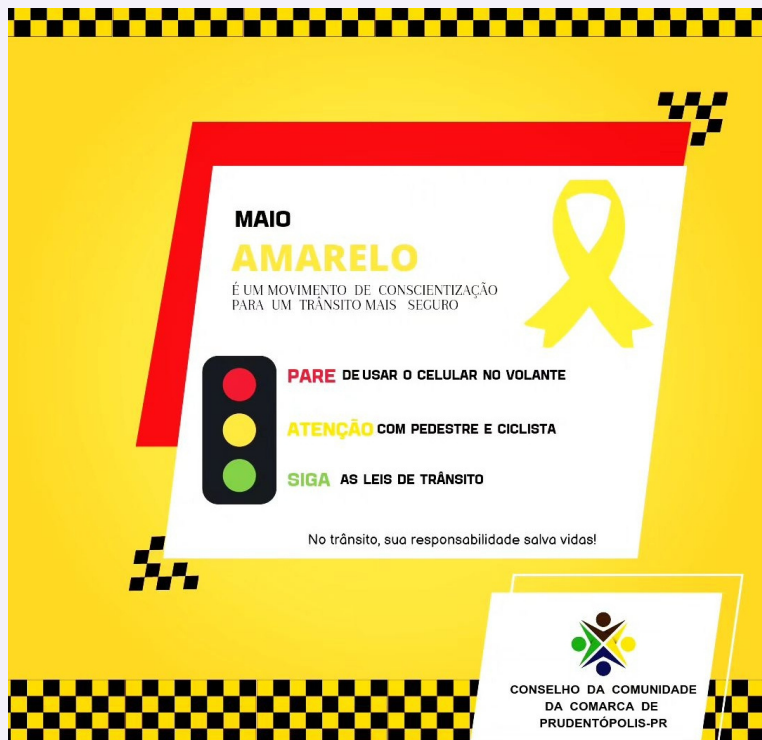 MAIO
AMARELO
É UM MOVIMENTO DE CONSCIENTIZAÇÃO
PARA UM TRÂNSITO MAIS SEGURO
PARE DE USAR O CELULAR NO VOLANTE
ATENÇÃO COM PEDESTRE E CICLISTA
SIGA AS LEIS DE TRÂNSITO
No trânsito, sua responsabilidade salva vidas!
CONSELHO DA COMUNIDADE
DA COMARCA DE
PRUDENTÓPOLIS-PR